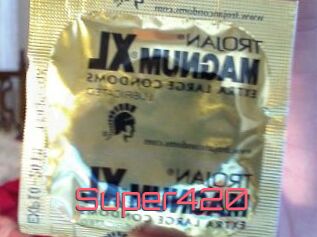 www.trojancondoms.com
TROJAN®
MAGNUM® XL
EXTRA LARGE CONDOMS
LUBRICATED
www.trojancondoms.com
TROJAN®
MAGNUM XL
EXTRA LARGE CO
Super420